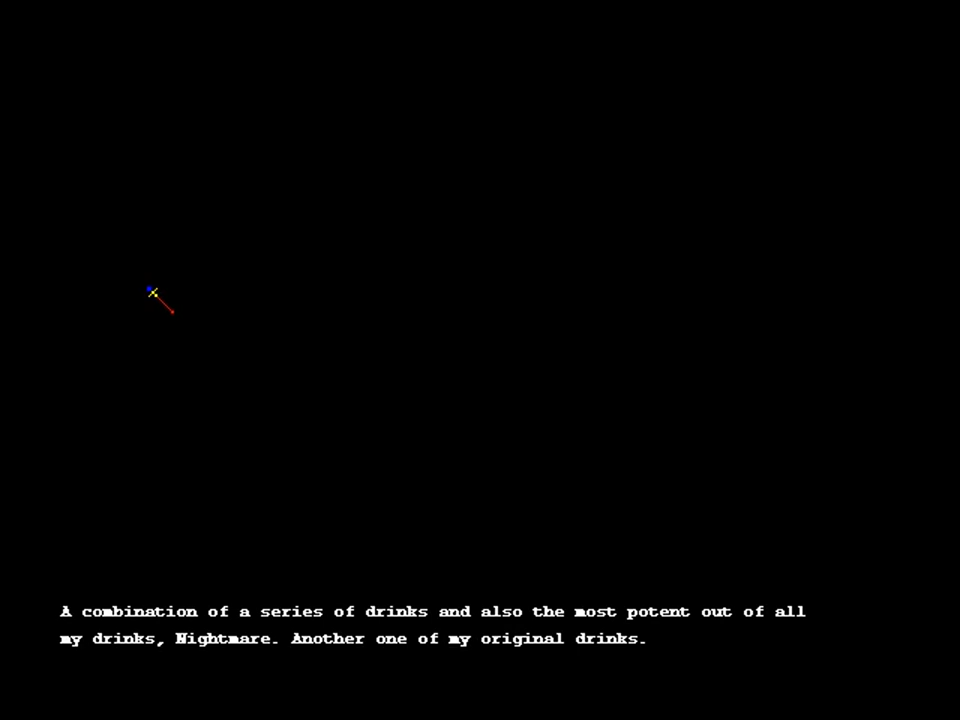 A combination of a series of drinks and also the most potent out of all
my drinks, Nightmare. Another one of my original drinks.